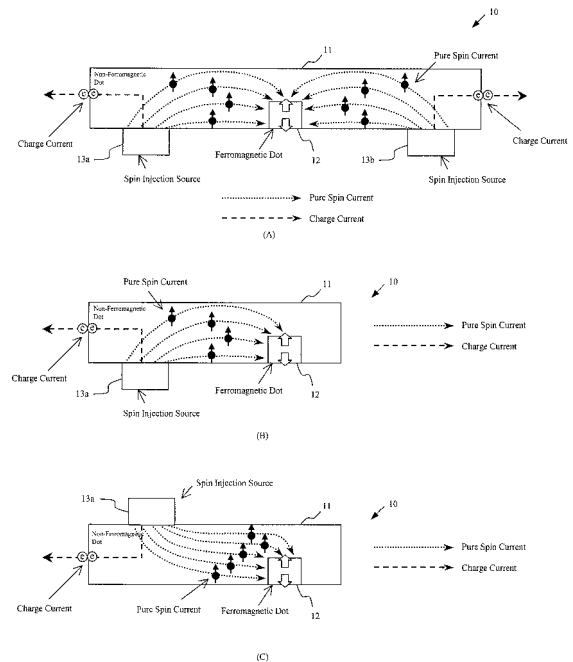 10
11
Non-Ferromagnetic
Dot
Pure Spin Current
e e
e e
Charge Current
Charge Current
13a
Ferromagnetic Dot
12
13b
Spin Injection Source
Spin Injection Source
Pure Spin Current
Charge Current
(A)
Pure Spin Current
11
10
Non-Ferromagnetic
Dot
e e
Pure Spin Current
Charge Current
Charge Current
13a
Ferromagnetic Dot
12
Spin Injection Source
(B)
Spin Injection Source
13a
11
10
Non-Ferromagnetic
Dot
e e
Pure Spin Current
Charge Current
Charge Current
Pure Spin Current
Ferromagnetic Dot
12
(C)